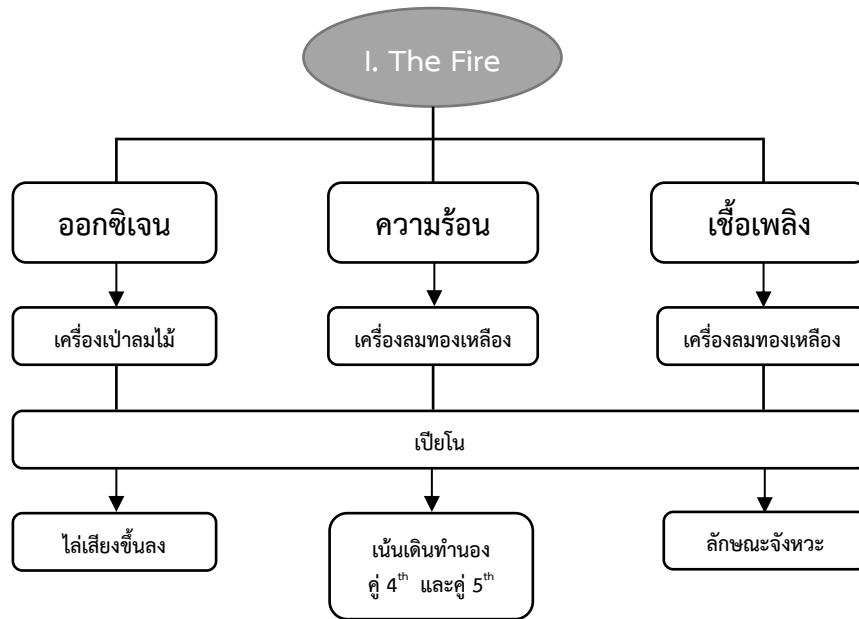 I. The Fire
ออกซิเจน
ความร้อน
เชื้อเพลิง
เครื่องเป่าลมไม้
เครื่องลมทองเหลือง
เครื่องลมทองเหลือง
เปียโน
ไล่เสียงขึ้นลง
เน้นเดินทำนอง
คู่ 4th และคู่ 5th
ลักษณะจังหวะ